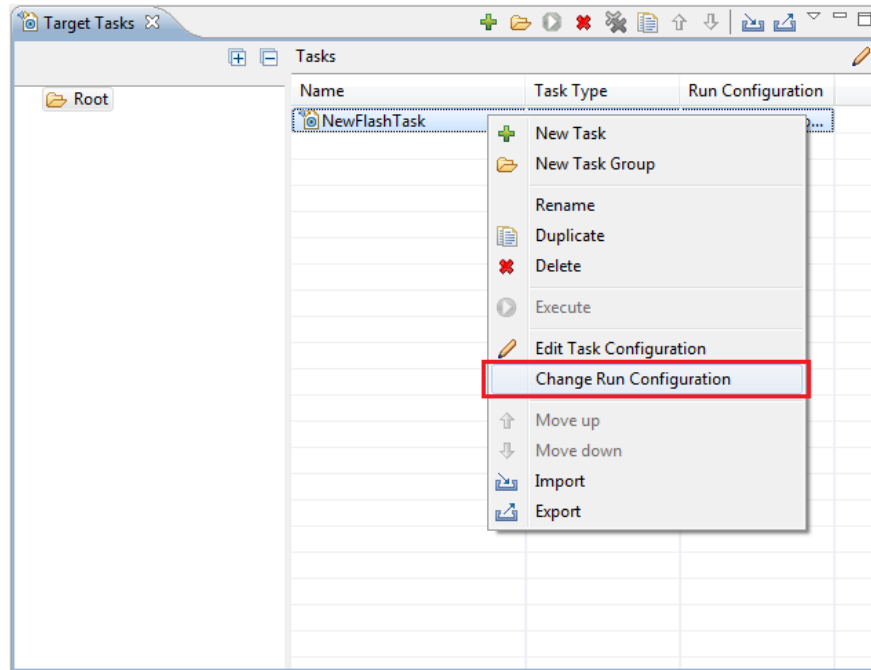 Target Tasks
Tasks
Root
Name Task Type Run Configuration
NewFlashTask
New Task
New Task Group
Rename
Duplicate
Delete
Execute
Edit Task Configuration
Change Run Configuration
Move up
Move down
Import
Export